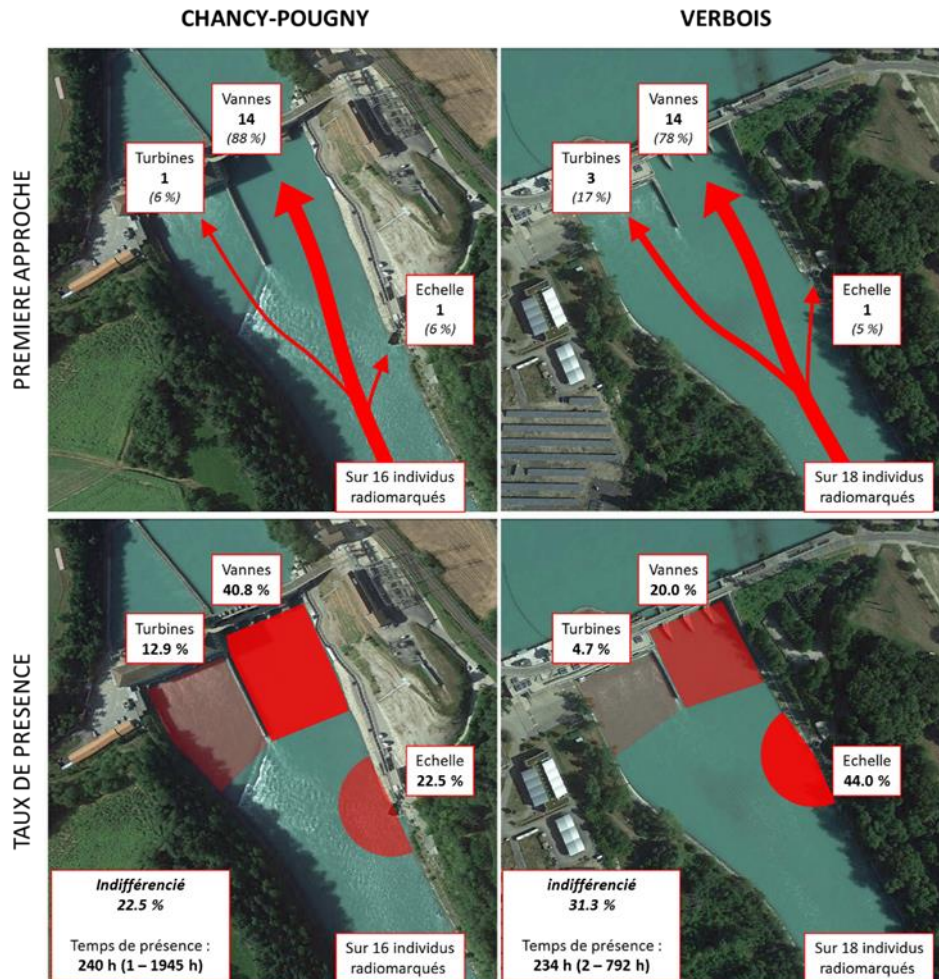 CHANCY-POUGNY
VERBOIS
PREMIERE APPROCHE
Vannes
14
(88 %)
Turbines
1
(6 %)
Echelle
1
(6 %)
Sur 16 individus
radiomarqués
Vannes
14
(78 %)
Turbines
3
(17 %)
Echelle
1
(5 %)
Sur 18 individus
radiomarqués
TAUX DE PRESENCE
Vannes
40.8 %
Turbines
12.9 %
Echelle
22.5 %
Indifférencié
22.5 %
Temps de présence :
240 h (1 – 1945 h)
Sur 16 individus
radiomarqués
Vannes
20.0 %
Turbines
4.7 %
Echelle
44.0 %
indifférencié
31.3 %
Temps de présence :
234 h (2 – 792 h)
Sur 18 individus
radiomarqués